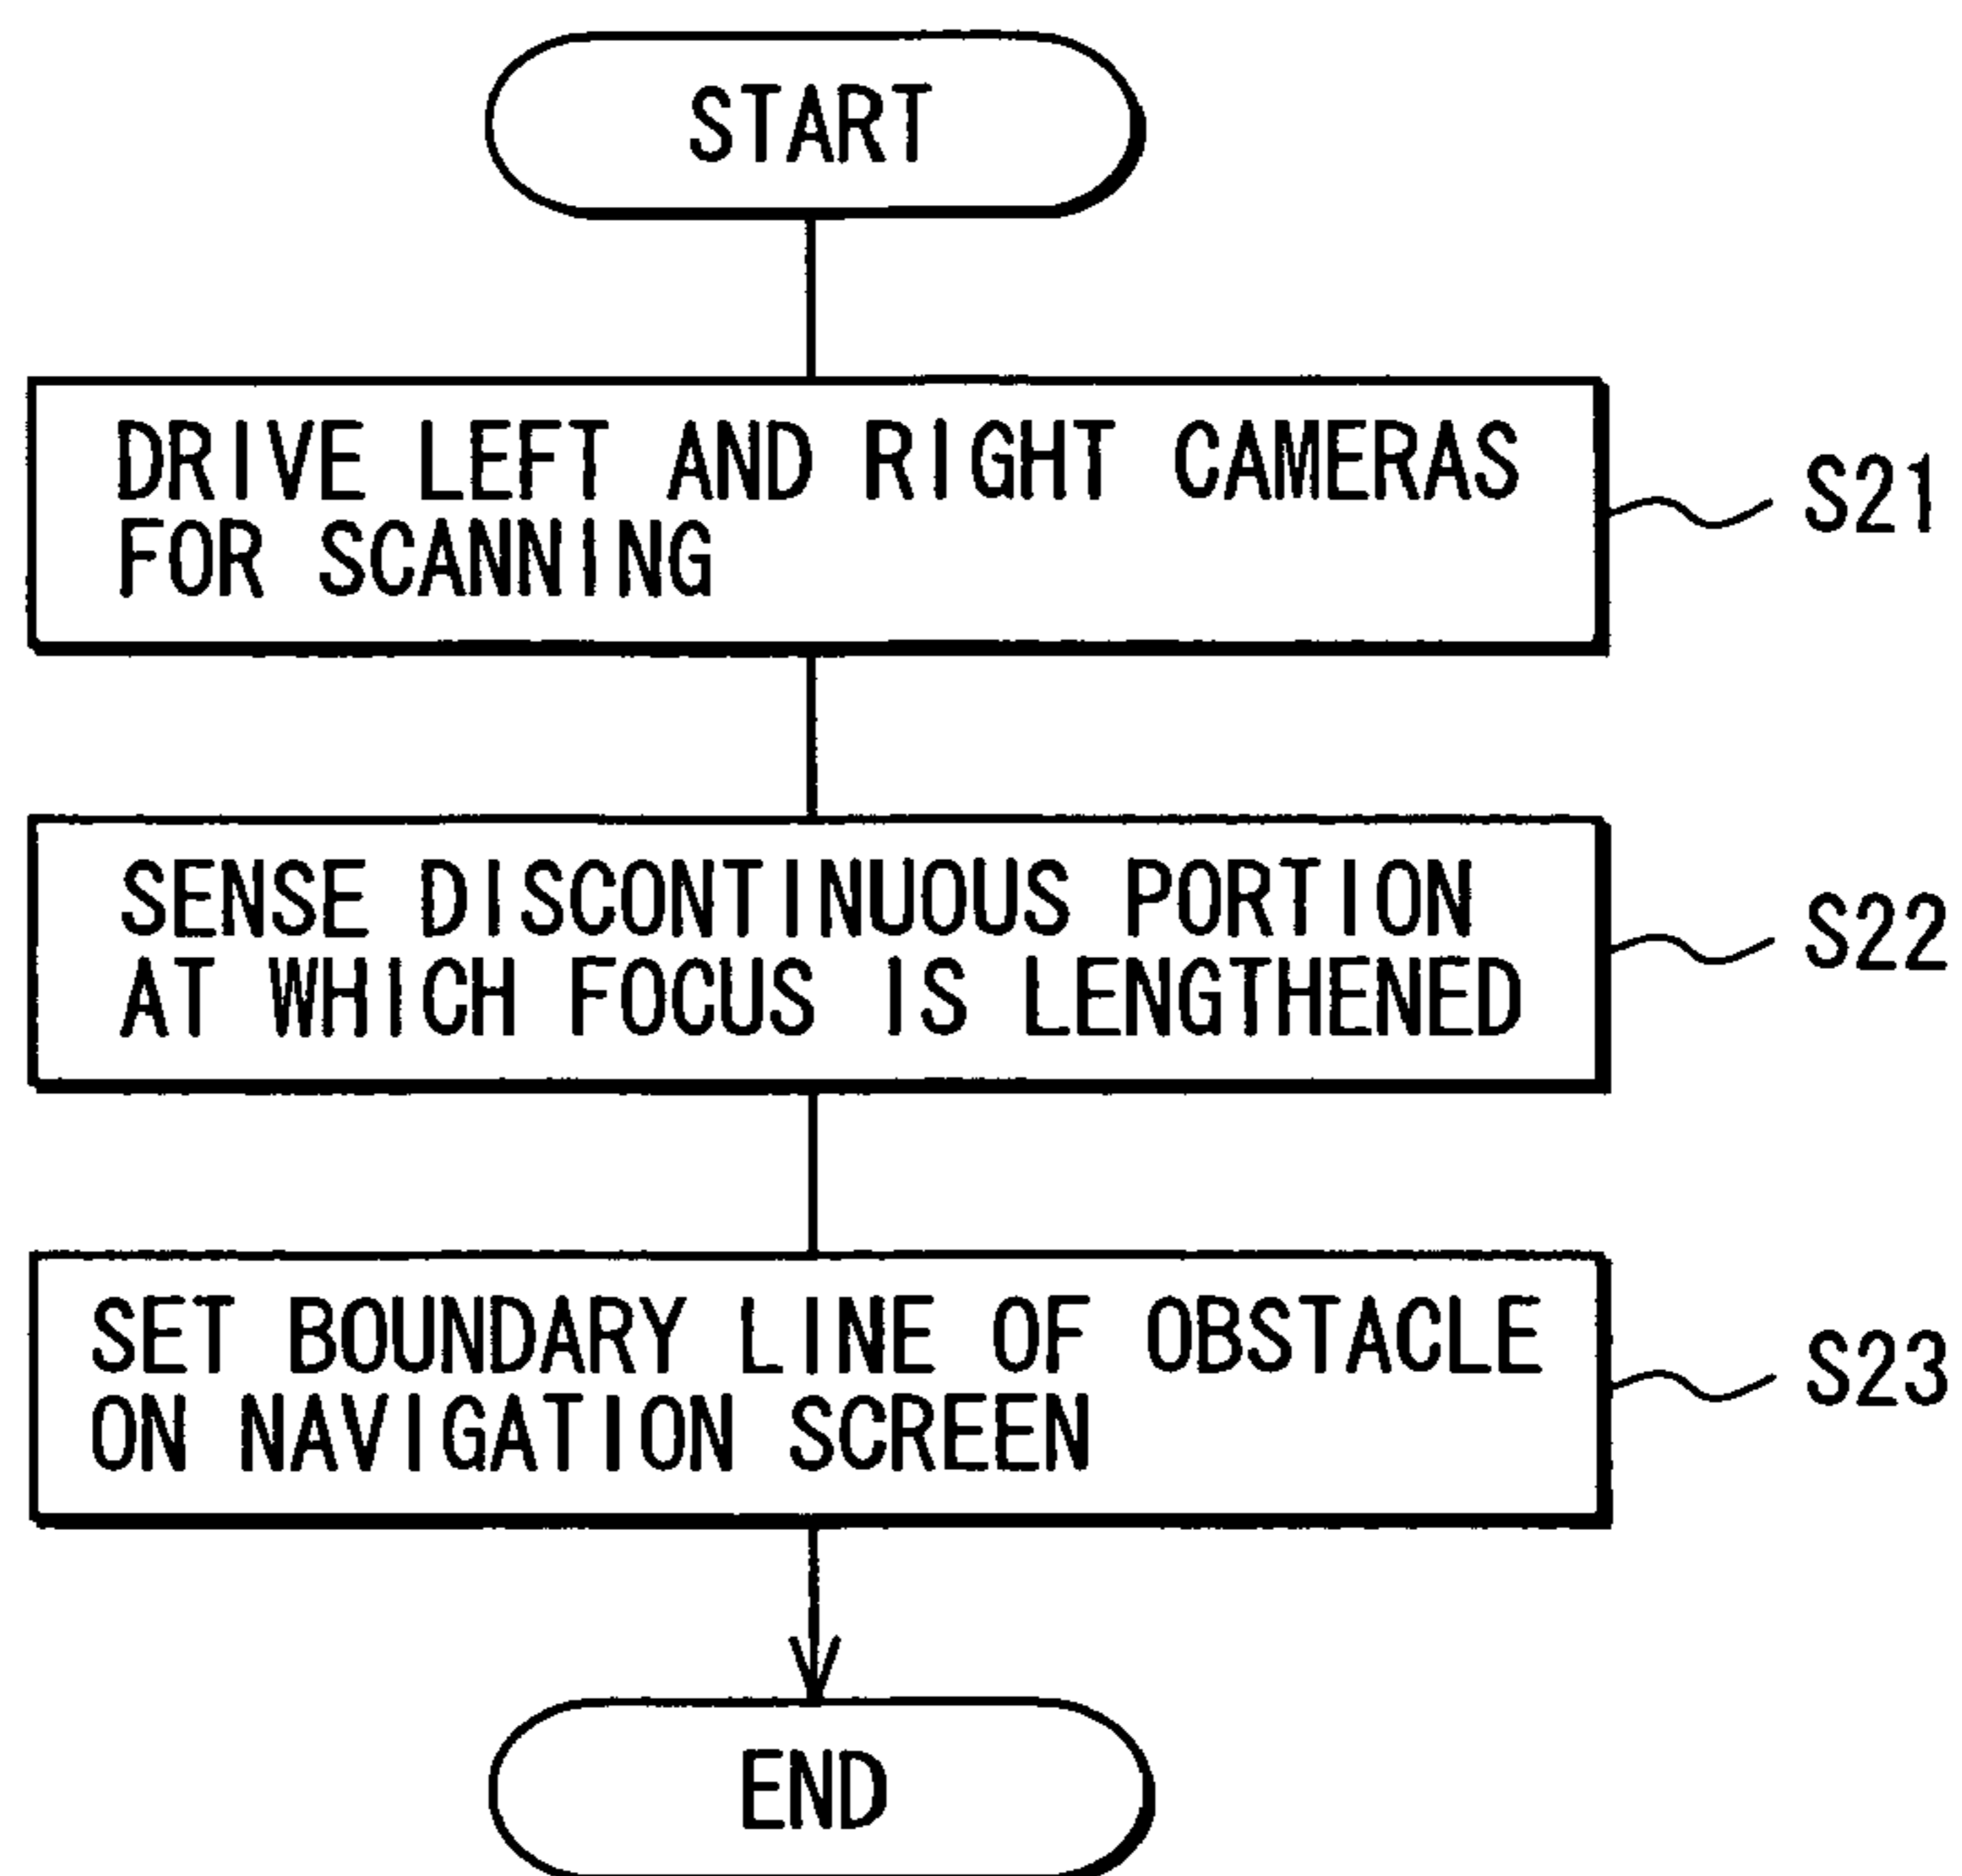 START
DRIVE LEFT AND RIGHT CAMERAS
FOR SCANNING
S21
SENSE DISCONTINUOUS PORTION
AT WHICH FOCUS IS LENGTHENED
S22
SET BOUNDARY LINE OF OBSTACLE
ON NAVIGATION SCREEN
S23
END